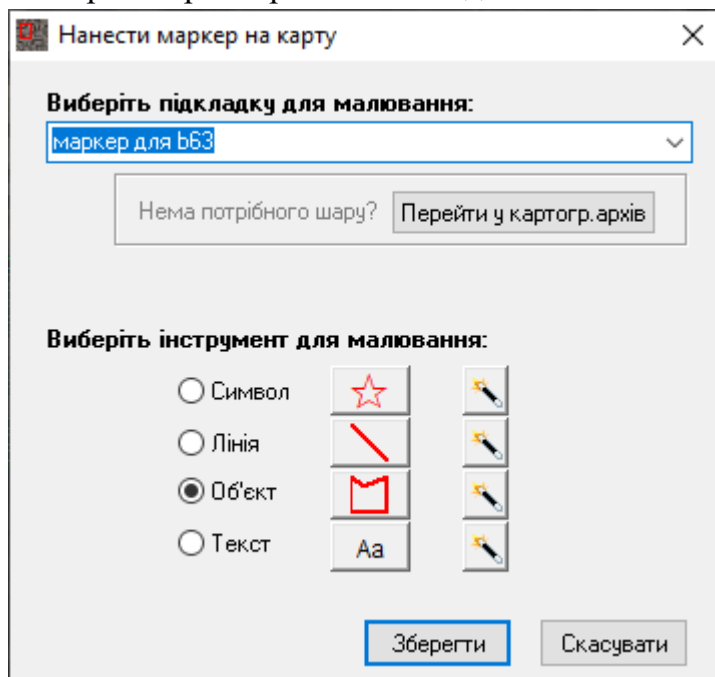 Нанести маркер на карту
Виберіть підкладку для малювання:
маркер для b63
Нема потрібного шару? Перейти у картогр.архів
Виберіть інструмент для малювання:
Символ
Лінія
Об'єкт
Текст Aa
Зберегти Скасувати